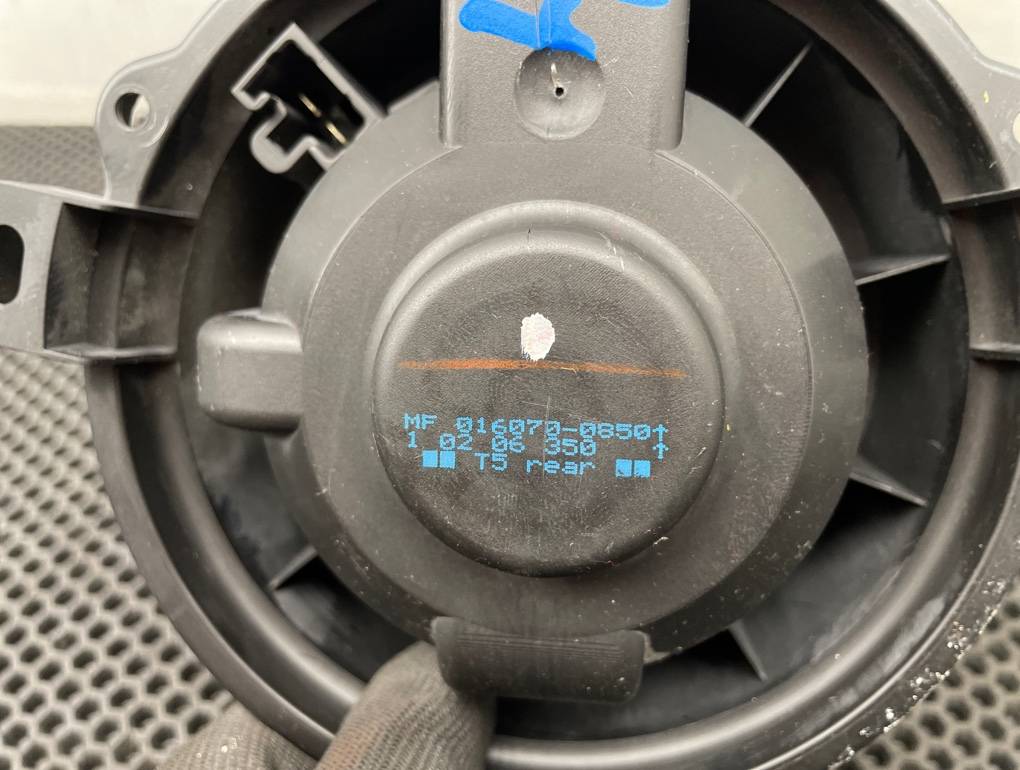 MF 016070-0850↑
1 02 06 350 ↑
■■ T5 rear ■■